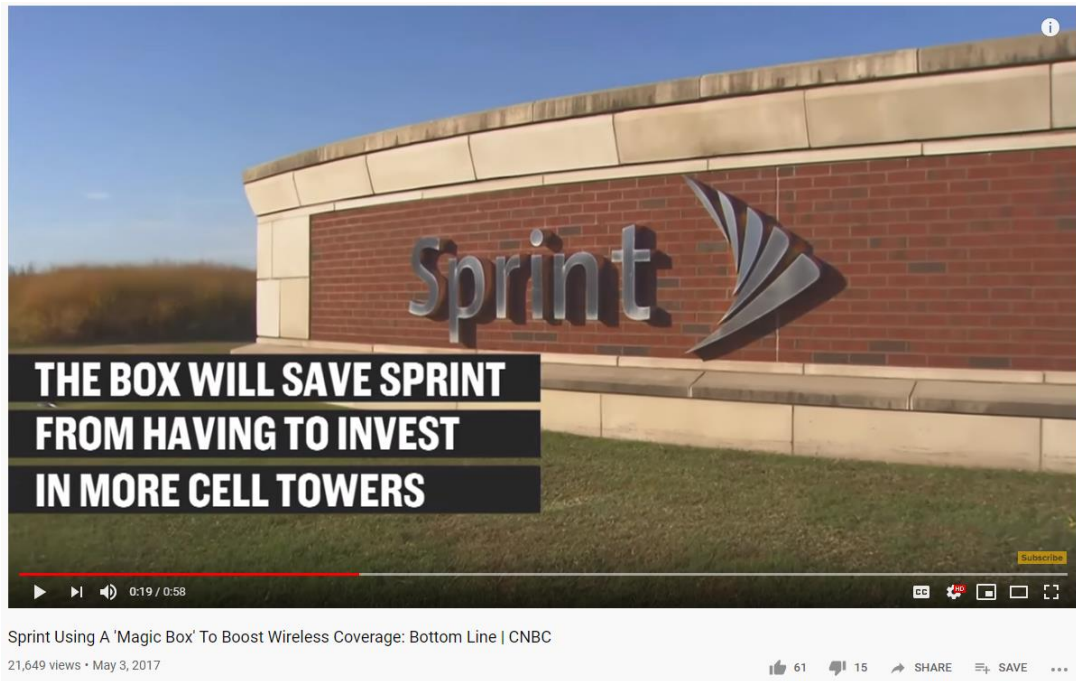 Sprint
THE BOX WILL SAVE SPRINT
FROM HAVING TO INVEST
IN MORE CELL TOWERS
Subscribe
0:19 / 0:58
CC
HD
Sprint Using A 'Magic Box' To Boost Wireless Coverage: Bottom Line | CNBC
21,649 views • May 3, 2017
61
15
SHARE
SAVE